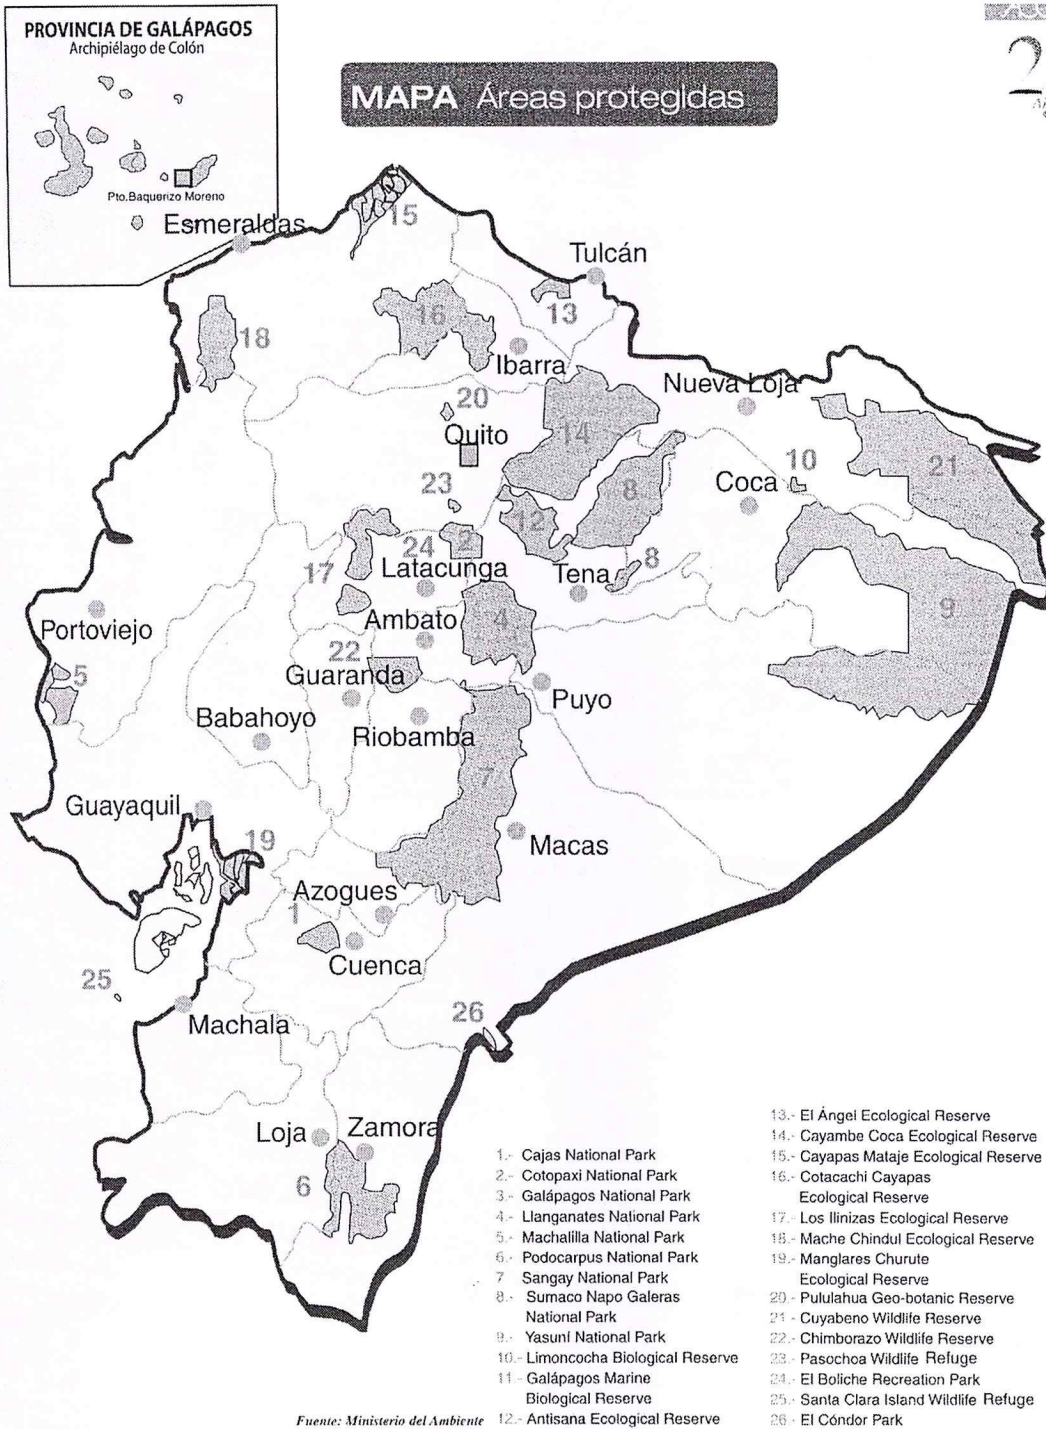 PROVINCIA DE GALÁPAGOS
Archipiélago de Colón
Pto.Baquerizo Moreno
MAPA Áreas protegidas
2
15
Esmeraldas
Tulcán
13
16
18
Ibarra
Nueva Loja
20
Quito
14
21
10
23
8
Coca
12
24
2
17
Latacunga
8
Tena
9
Ambato
4
Portoviejo
22
5
Guaranda
Puyo
Babahoyo
Riobamba
7
Guayaquil
19
Macas
Azogues
1
Cuenca
25
26
Machala
Loja
Zamora
6
1.- Cajas National Park
2.- Cotopaxi National Park
3.- Galápagos National Park
4.- Llanganates National Park
5.- Machalilla National Park
6.- Podocarpus National Park
7 Sangay National Park
8.- Sumaco Napo Galeras
National Park
9.- Yasuní National Park
10.- Limoncocha Biological Reserve
11.- Galápagos Marine
Biological Reserve
12.- Antisana Ecological Reserve
13.- El Ángel Ecological Reserve
14.- Cayambe Coca Ecological Reserve
15.- Cayapas Mataje Ecological Reserve
16.- Cotacachi Cayapas
Ecological Reserve
17.- Los Ilinizas Ecological Reserve
18.- Mache Chindul Ecological Reserve
19.- Manglares Churute
Ecological Reserve
20.- Pululahua Geo-botanic Reserve
21.- Cuyabeno Wildlife Reserve
22.- Chimborazo Wildlife Reserve
23.- Pasochoa Wildlife Refuge
24.- El Boliche Recreation Park
25.- Santa Clara Island Wildlife Refuge
26.- El Cóndor Park
Fuente: Ministerio del Ambiente